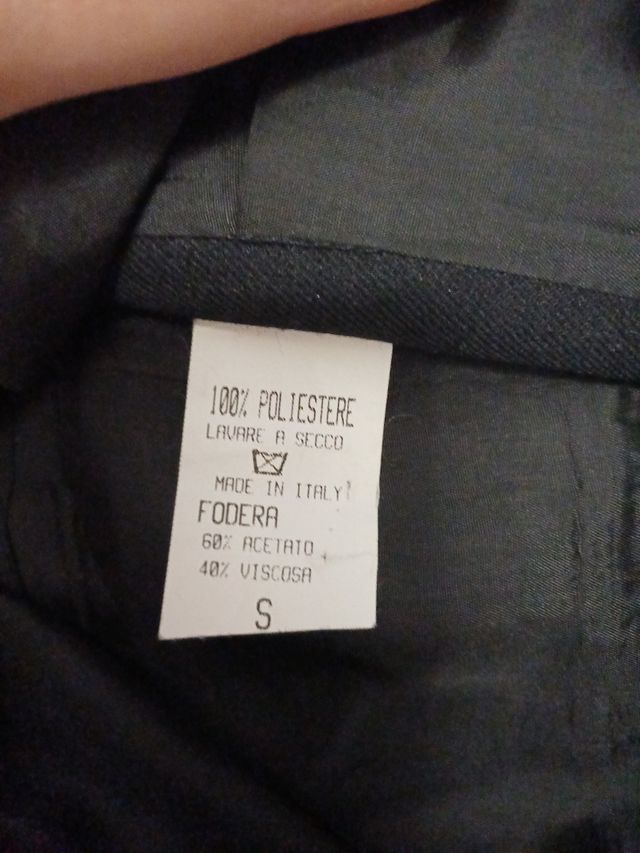 100% POLIESTERE
LAVARE A SECCO
MADE IN ITALY
FODERA
60% ACETATO
40% VISCOSA
S